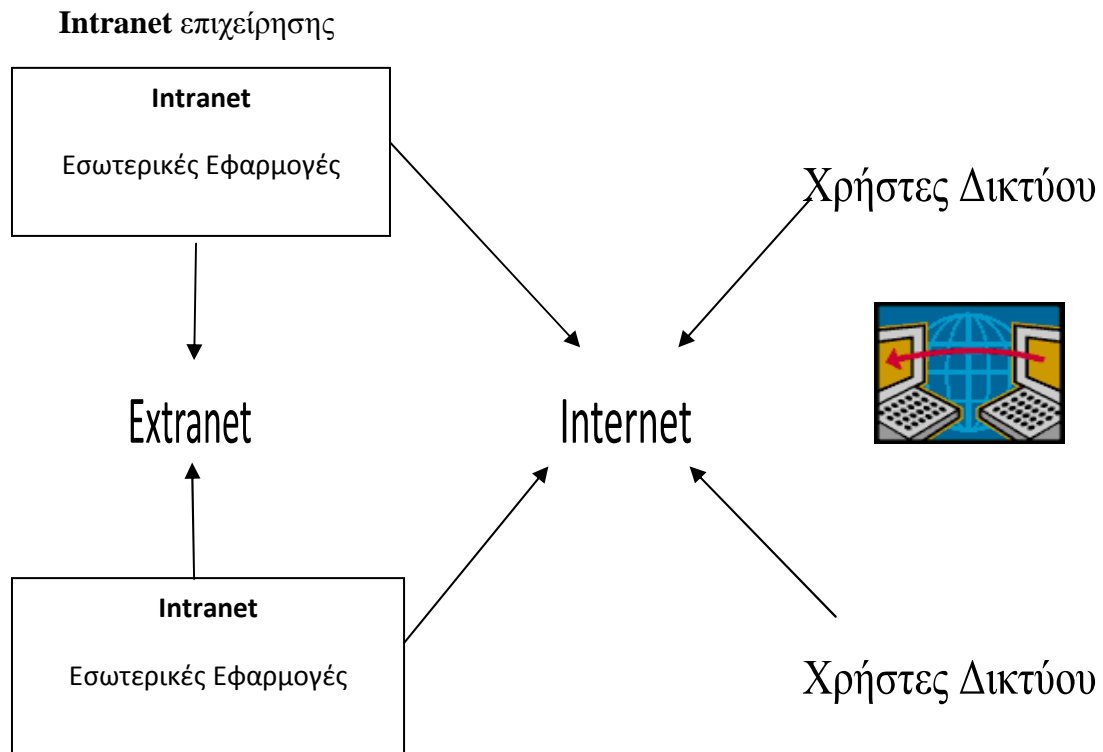 Intranet επιχείρησης
Intranet
Εσωτερικές Εφαρμογές
Χρήστες Δικτύου
Extranet
Internet
Intranet
Εσωτερικές Εφαρμογές
Χρήστες Δικτύου